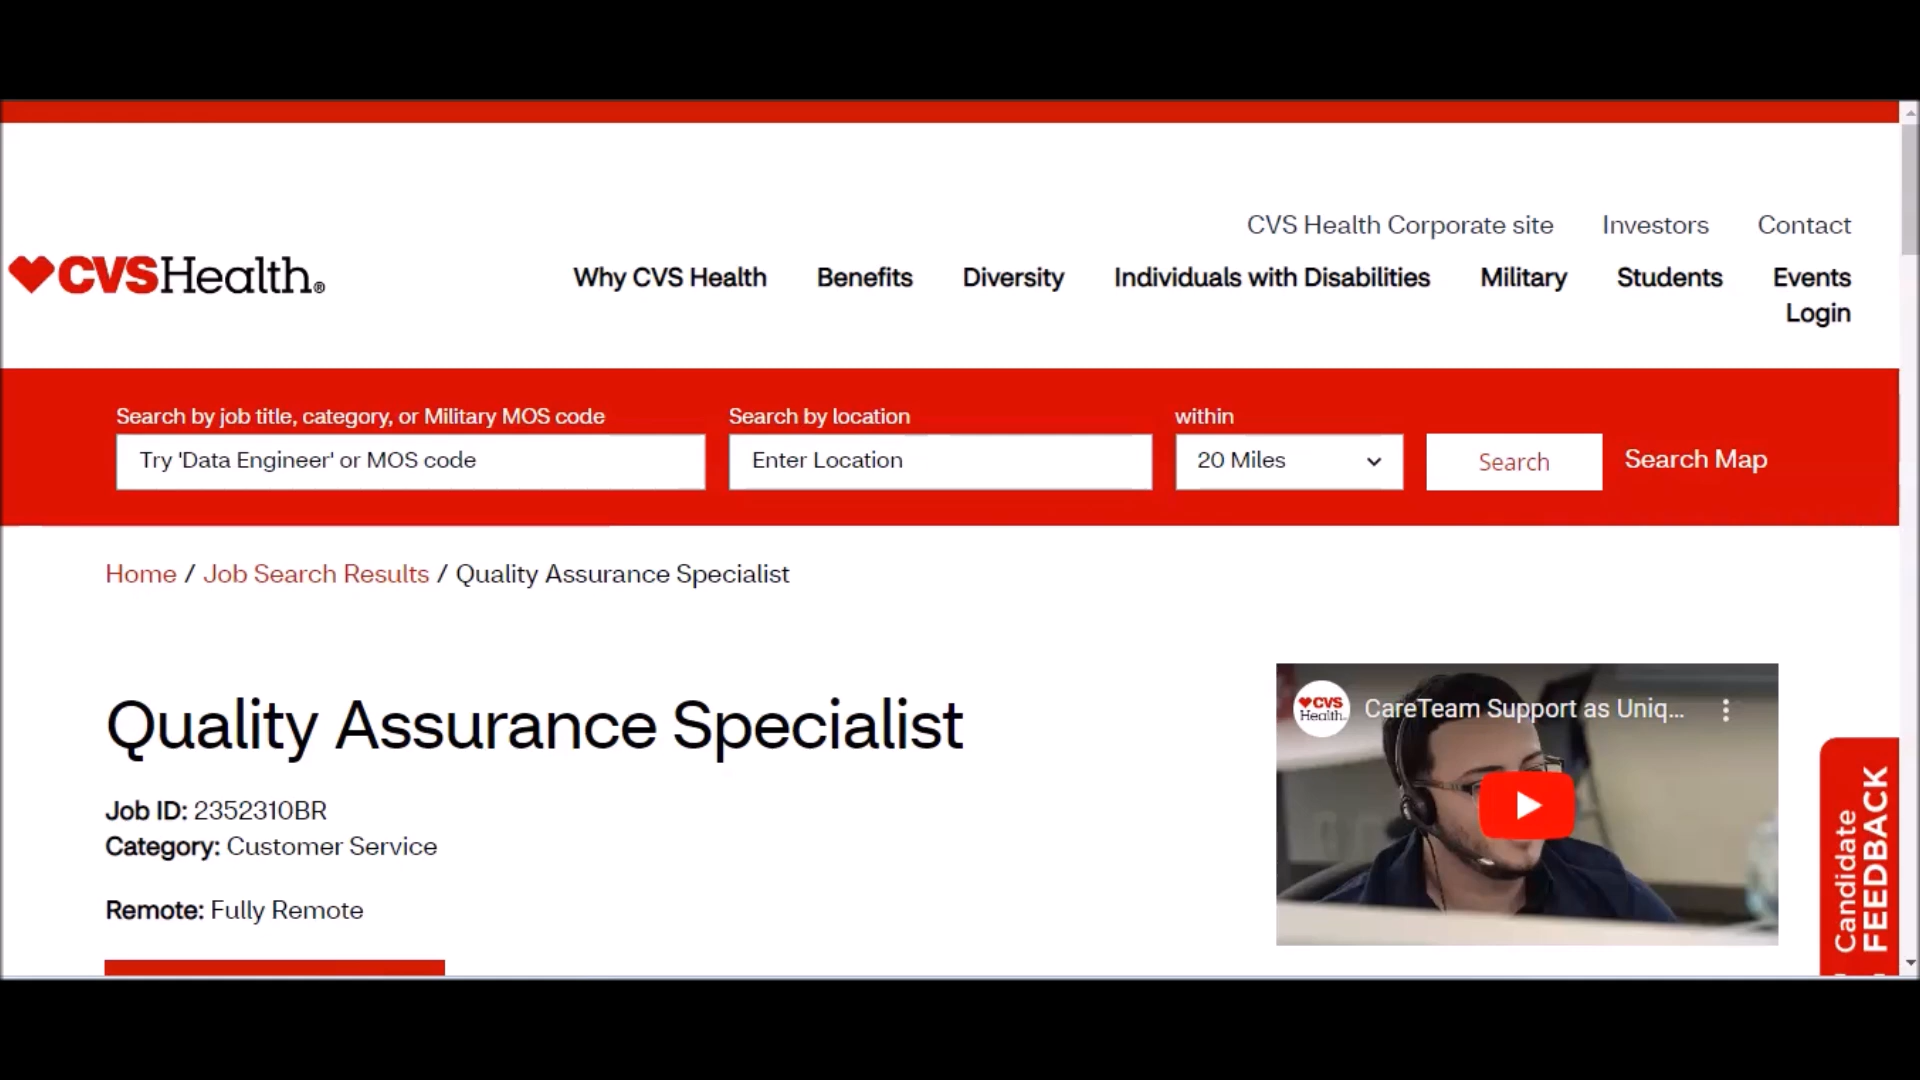 CVS Health Corporate site Investors Contact
CVSHealth®
Why CVS Health Benefits Diversity Individuals with Disabilities Military Students Events
Login
Search by job title, category, or Military MOS code Search by location within
Try 'Data Engineer' or MOS code Enter Location 20 Miles Search Search Map
Home / Job Search Results / Quality Assurance Specialist
Quality Assurance Specialist
Job ID: 2352310BR
Category: Customer Service
Remote: Fully Remote
CVS
Health
CareTeam Support as Uniq...
Candidate
FEEDBACK